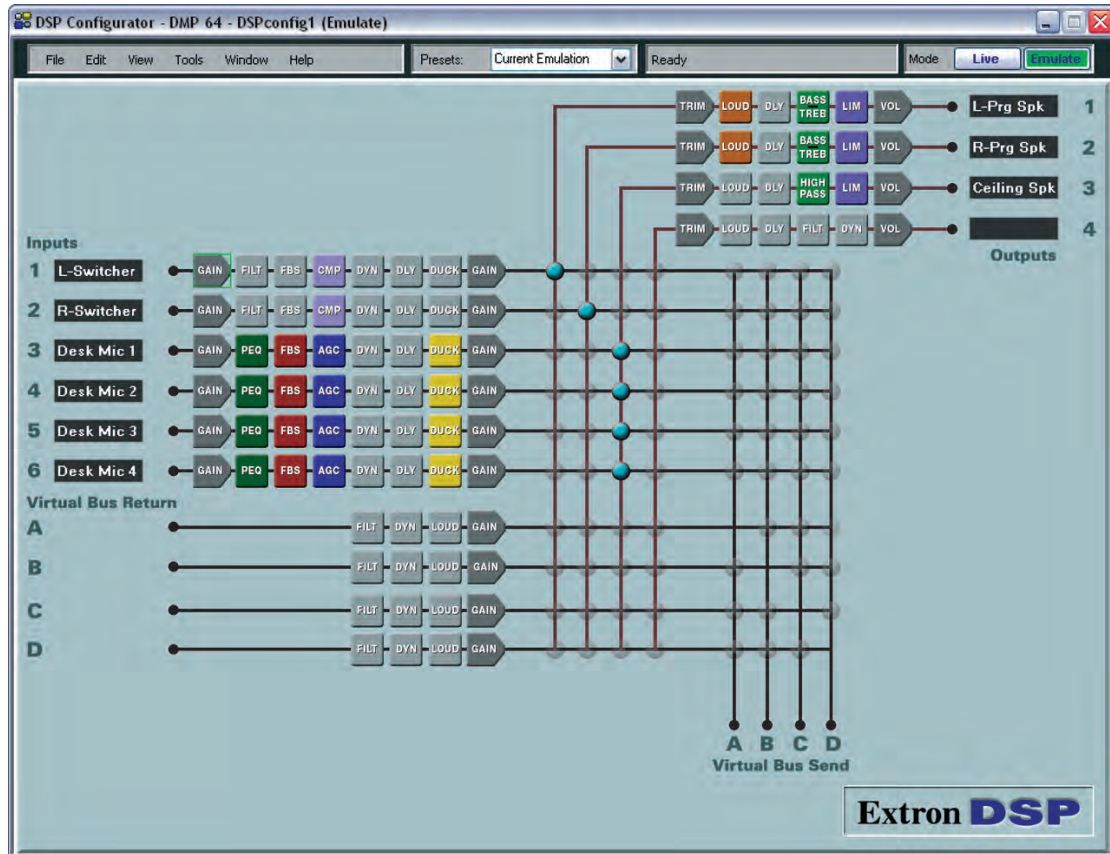 DSP Configurator - DMP 64 - DSPconfig1 (Emulate)
File Edit View Tools Window Help Presets: Current Emulation Ready Mode Live Emulate
TRIM LOUD DLY BASS TREB LIM VOL L-Prg Spk 1
TRIM LOUD DLY BASS TREB LIM VOL R-Prg Spk 2
TRIM LOUD DLY HIGH PASS LIM VOL Ceiling Spk 3
TRIM LOUD DLY FILT DYN VOL 4
Outputs
Inputs
1 L-Switcher GAIN FILT FBS CMP DYN DLY DUCK GAIN
2 R-Switcher GAIN FILT FBS CMP DYN DLY DUCK GAIN
3 Desk Mic 1 GAIN PEQ FBS AGC DYN DLY DUCK GAIN
4 Desk Mic 2 GAIN PEQ FBS AGC DYN DLY DUCK GAIN
5 Desk Mic 3 GAIN PEQ FBS AGC DYN DLY DUCK GAIN
6 Desk Mic 4 GAIN PEQ FBS AGC DYN DLY DUCK GAIN
Virtual Bus Return
A FILT DYN LOUD GAIN
B FILT DYN LOUD GAIN
C FILT DYN LOUD GAIN
D FILT DYN LOUD GAIN
A B C D
Virtual Bus Send
Extron DSP